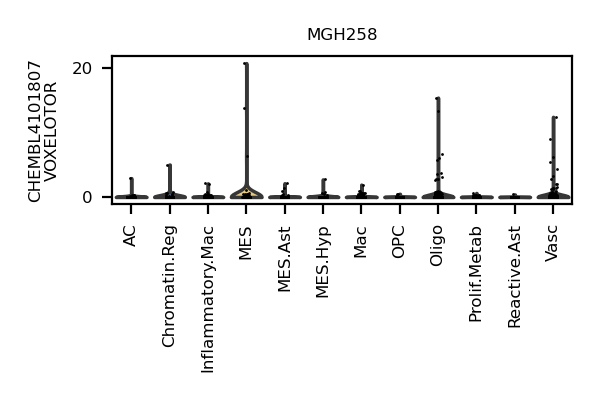 MGH258
CHEMBL4101807
VOXELOTOR
20
0
AC
Chromatin.Reg
Inflammatory.Mac
MES
MES.Ast
MES.Hyp
Mac
OPC
Oligo
Prolif.Metab
Reactive.Ast
Vasc